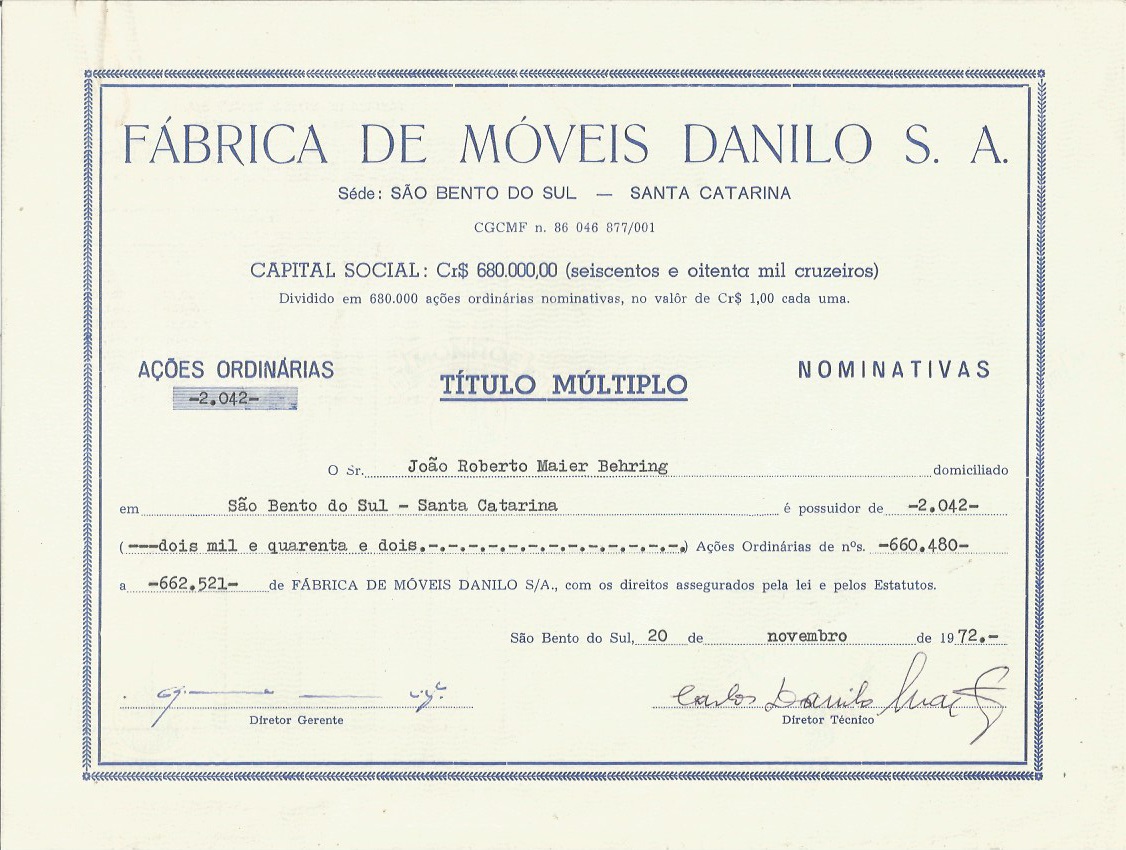 FÁBRICA DE MÓVEIS DANILO S. A.
Séde: SÃO BENTO DO SUL — SANTA CATARINA
CGCMF n. 86 046 877/001
CAPITAL SOCIAL: Cr$ 680.000,00 (seiscentos e oitenta mil cruzeiros)
Dividido em 680.000 ações ordinárias nominativas, no valôr de Cr$ 1,00 cada uma.
AÇÕES ORDINÁRIAS
-2.042-
TÍTULO MÚLTIPLO
NOMINATIVAS
O Sr. João Roberto Maier Behring domiciliado
em São Bento do Sul - Santa Catarina é possuidor de -2.042-
(---dois mil e quarenta e dois.-.-.-.-.-.-.-.-.-.-.-.-.-.) Ações Ordinárias de nºs. -660.480-
a -662.521- de FÁBRICA DE MÓVEIS DANILO S/A., com os direitos assegurados pela lei e pelos Estatutos.
São Bento do Sul, 20 de novembro de 1972.-
Carlos Danilo
Diretor Gerente
Diretor Técnico